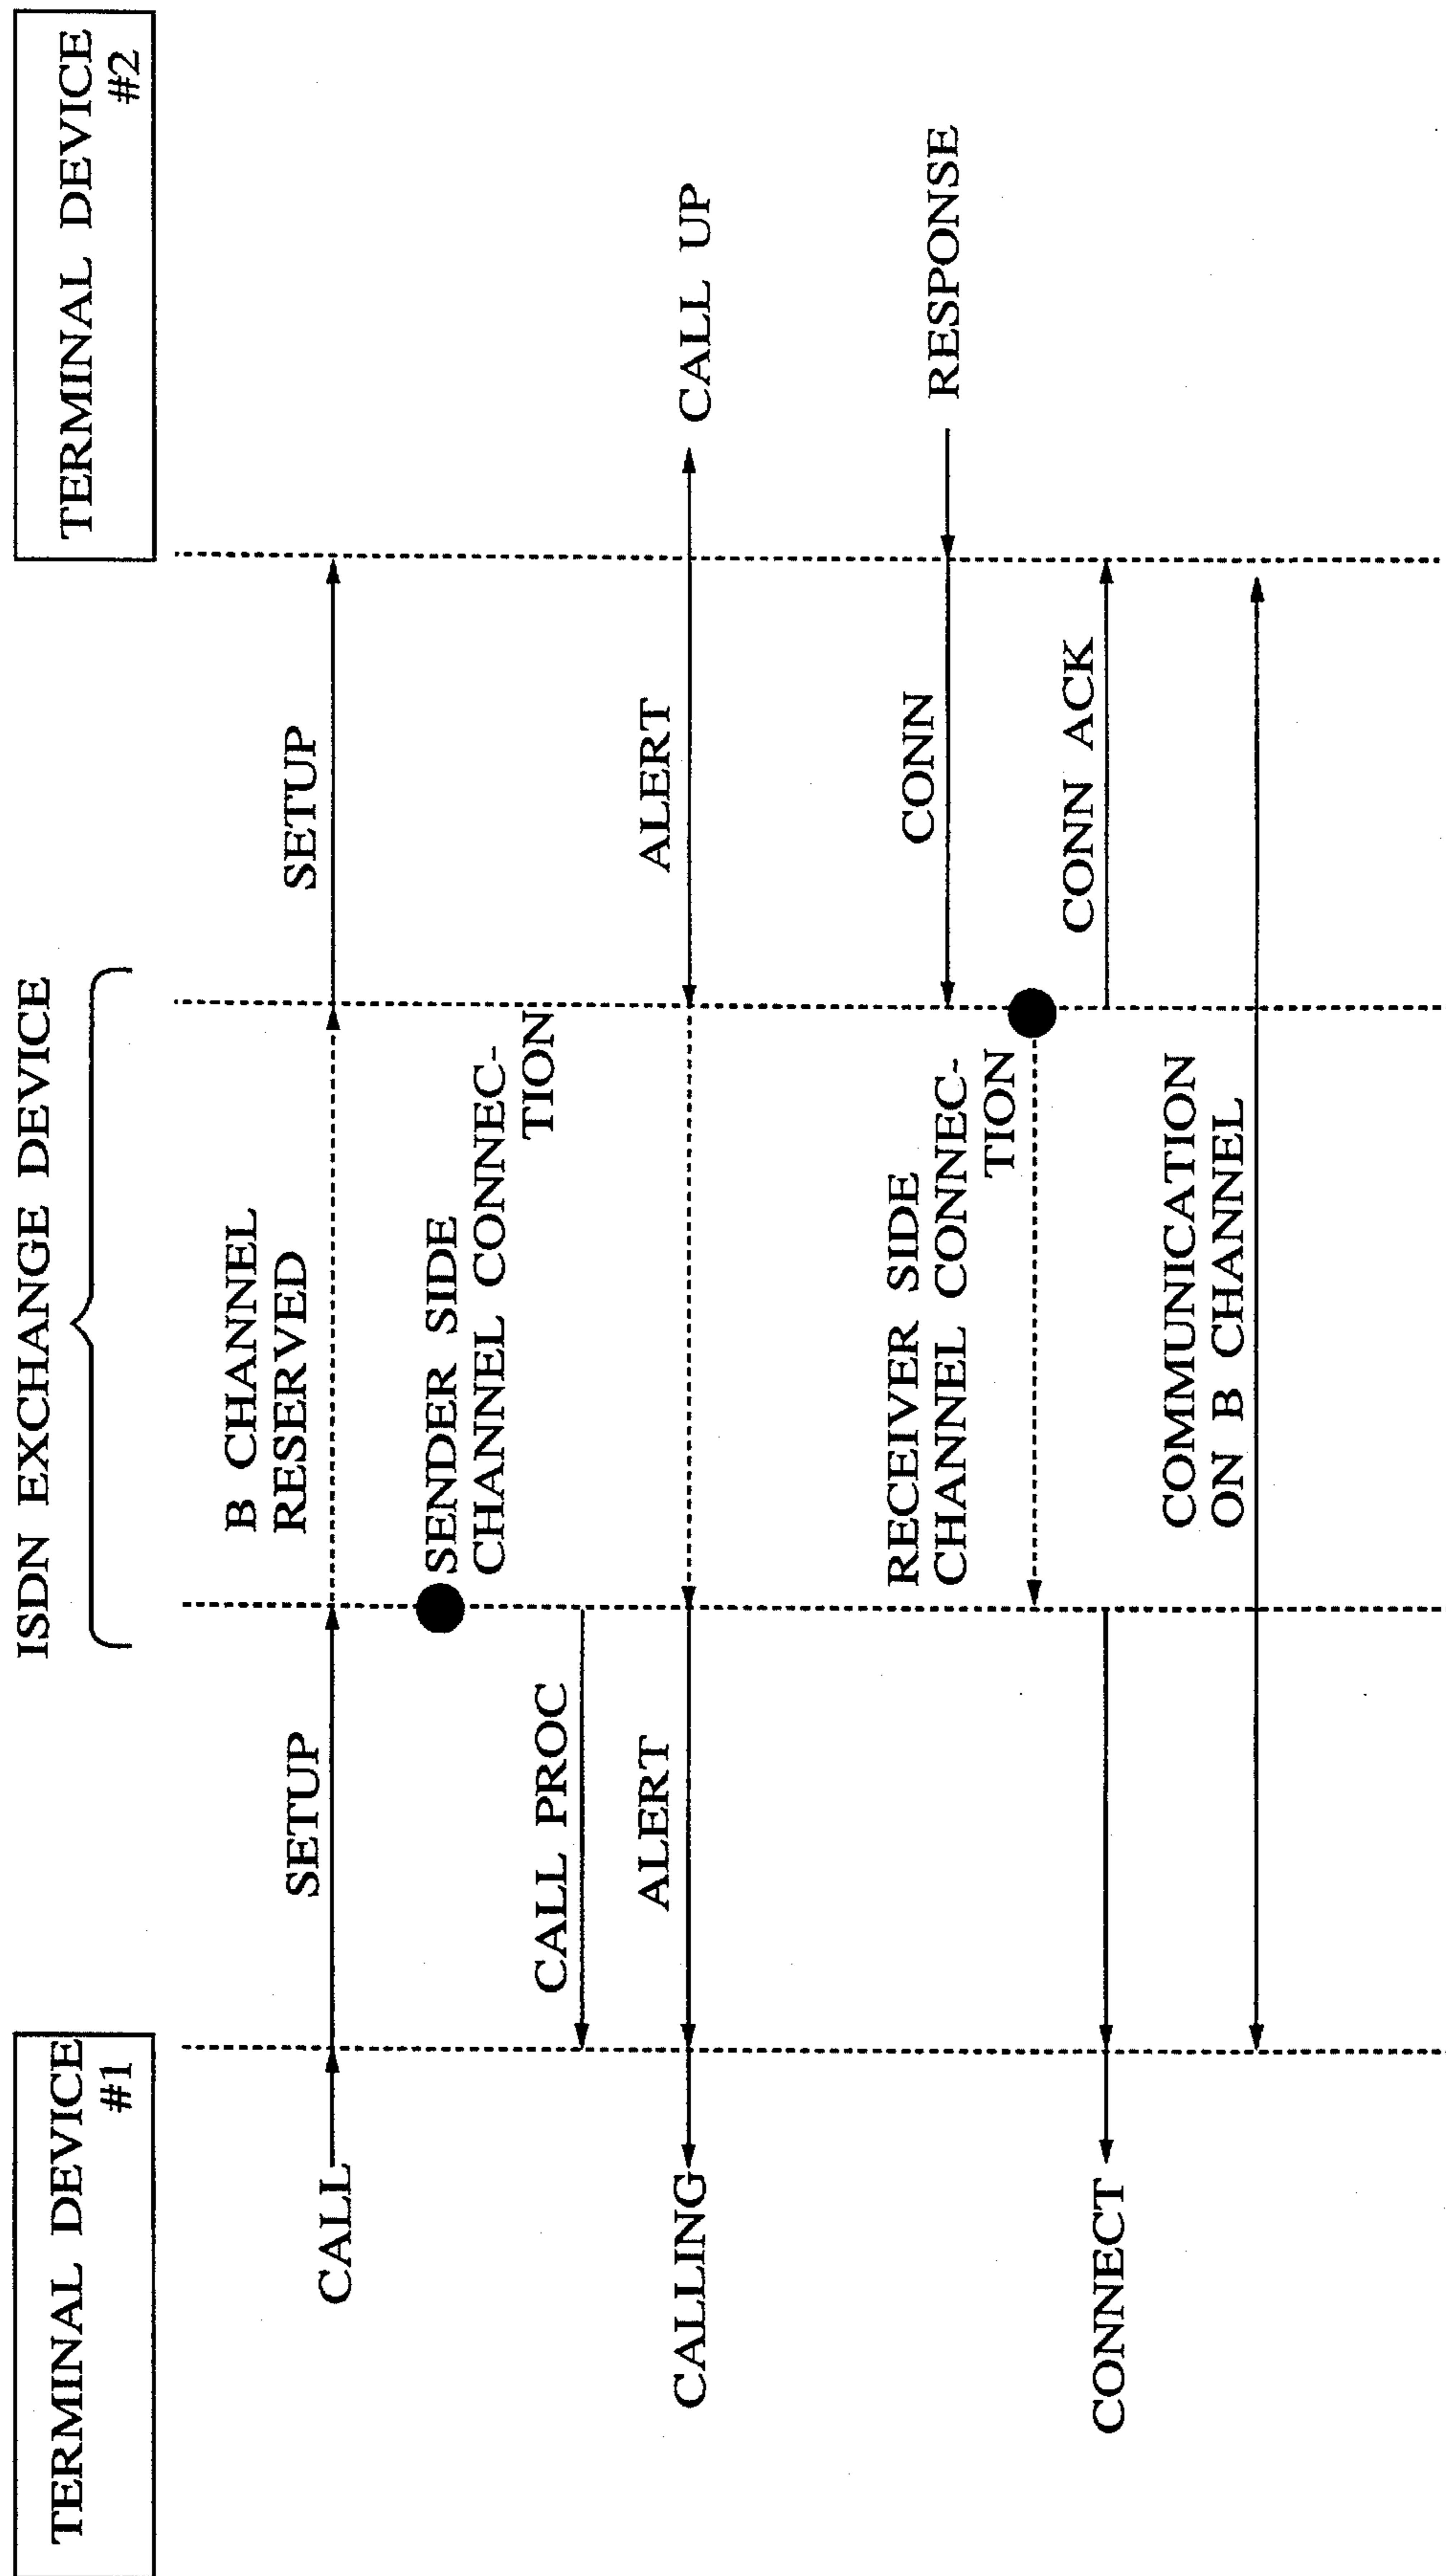 TERMINAL DEVICE
#1
ISDN EXCHANGE DEVICE
TERMINAL DEVICE
#2
CALL
SETUP
B CHANNEL
RESERVED
SETUP
SENDER SIDE
CHANNEL CONNEC-
TION
CALL PROC
CALLING
ALERT
ALERT
CALL UP
RECEIVER SIDE
CHANNEL CONNEC-
TION
CONN
RESPONSE
CONNECT
CONN ACK
COMMUNICATION
ON B CHANNEL